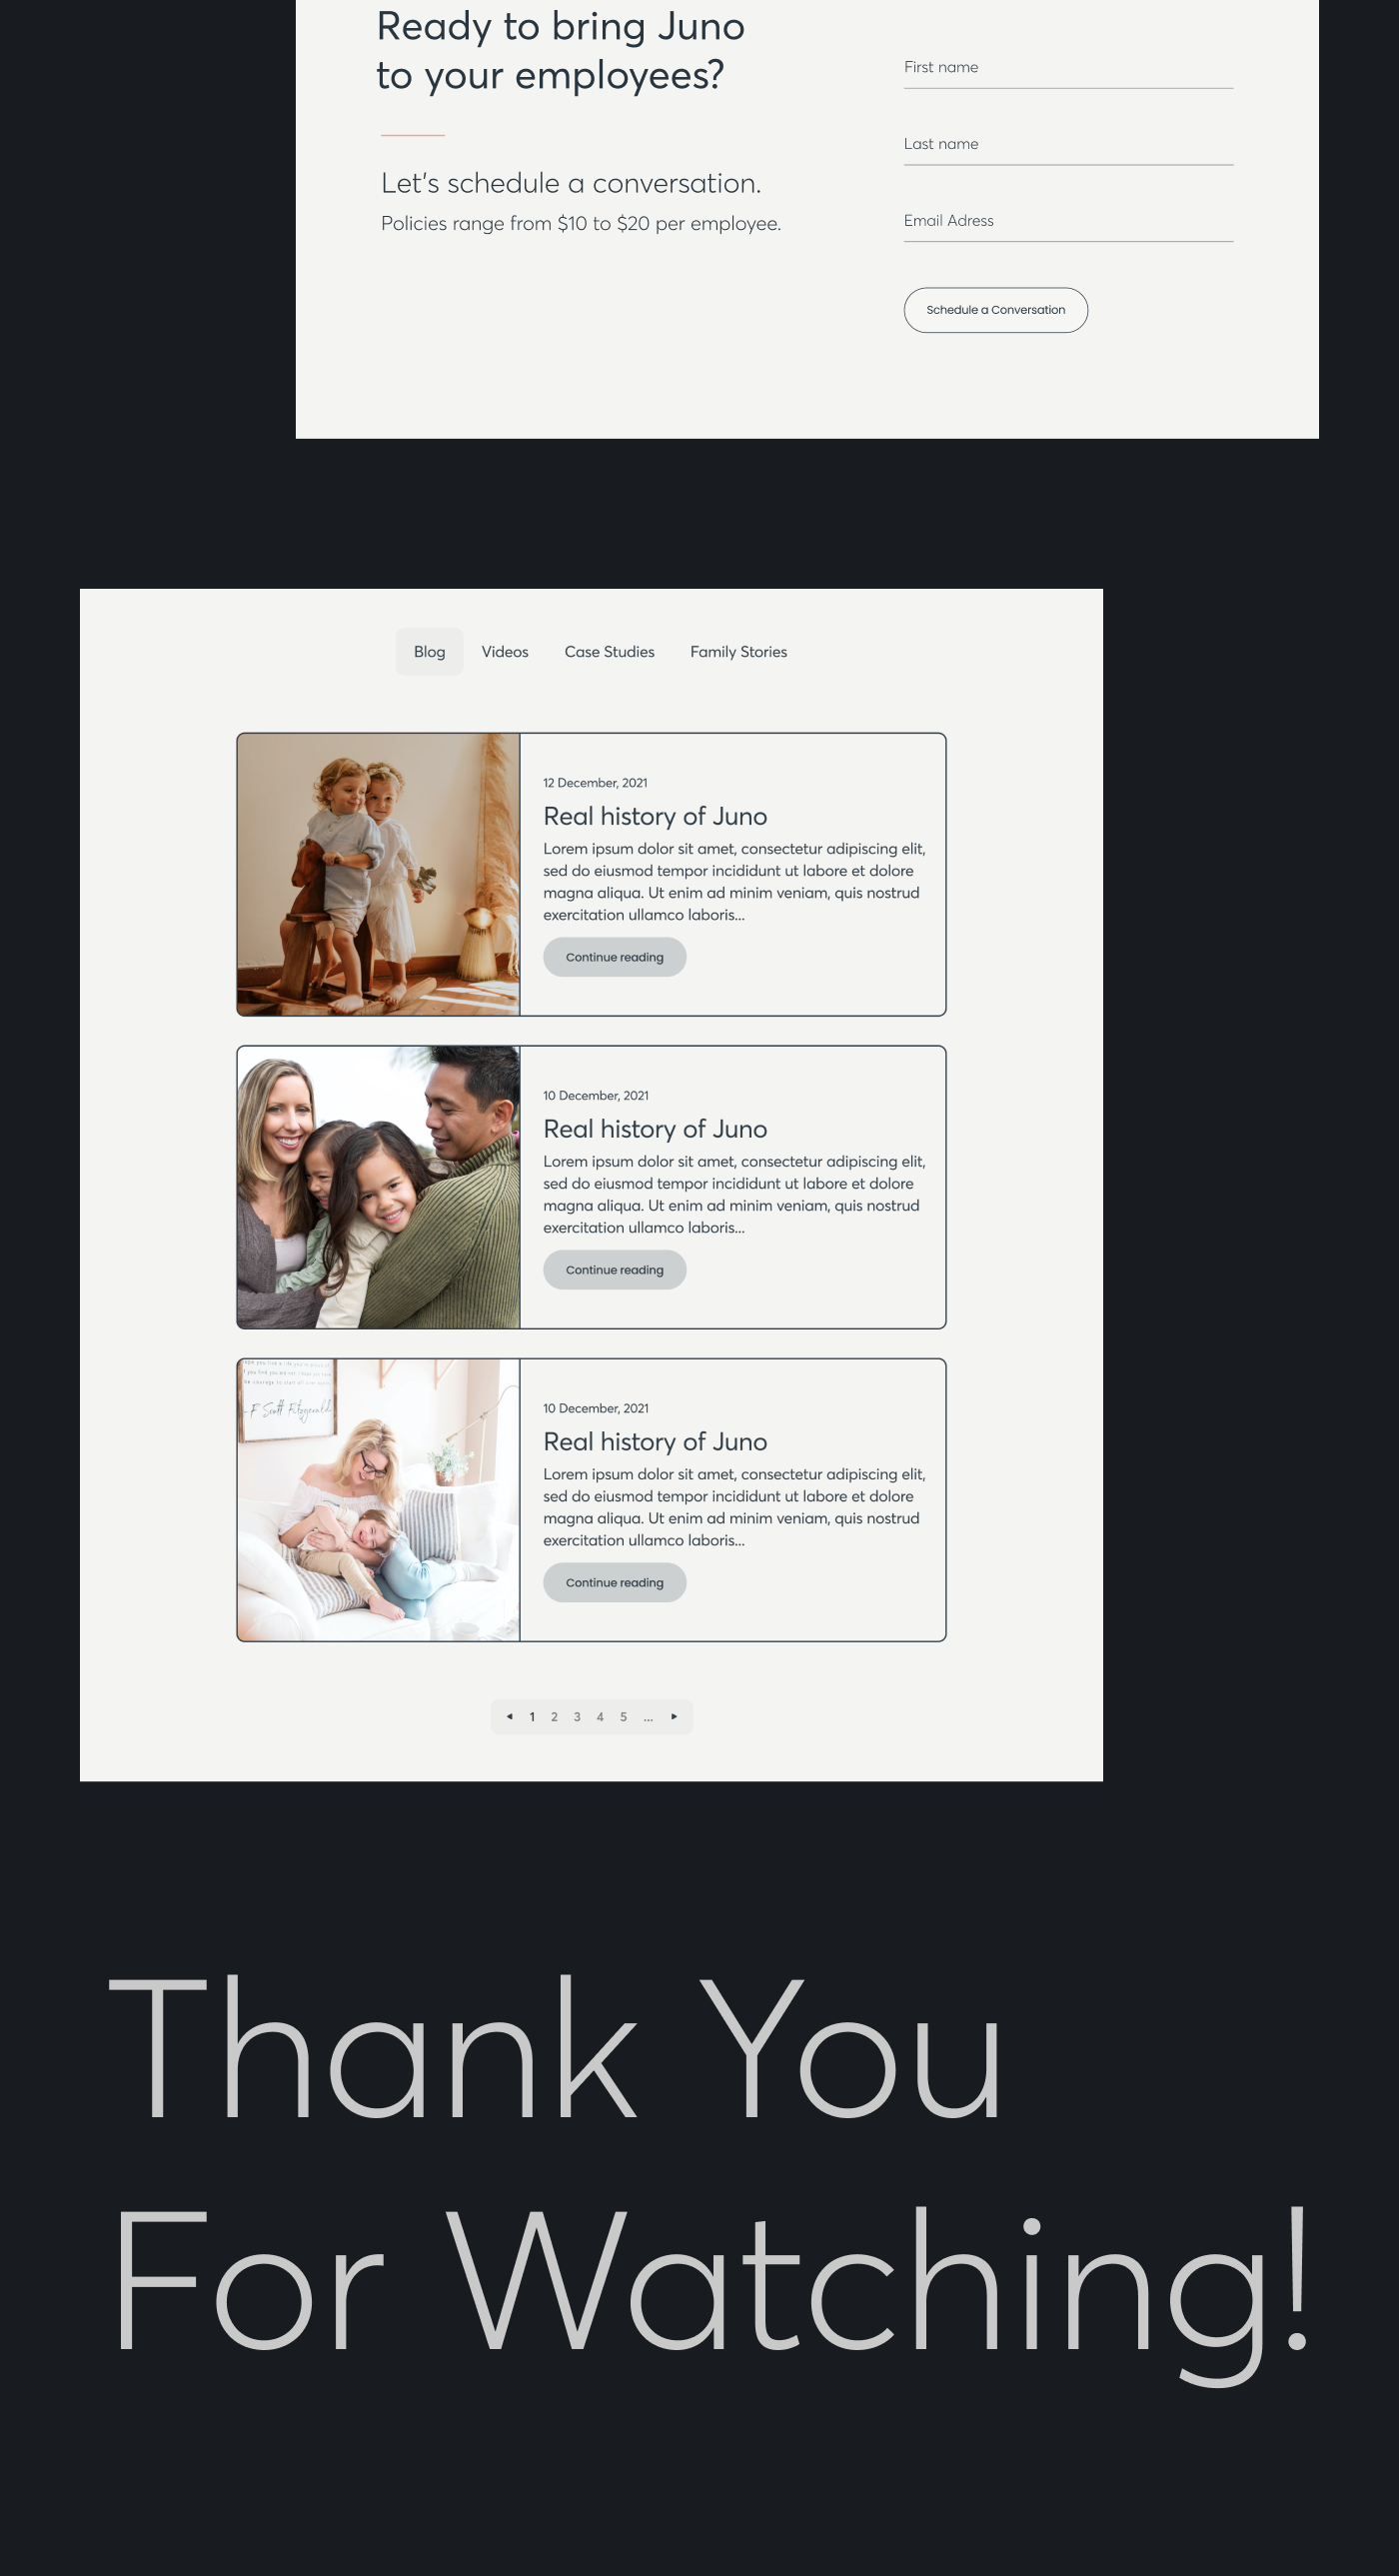 Ready to bring Juno
to your employees?
Let's schedule a conversation.
Policies range from $10 to $20 per employee.
First name
Last name
Email Adress
Schedule a Conversation
Blog Videos Case Studies Family Stories
12 December, 2021
Real history of Juno
Lorem ipsum dolor sit amet, consectetur adipiscing elit,
sed do eiusmod tempor incididunt ut labore et dolore
magna aliqua. Ut enim ad minim veniam, quis nostrud
exercitation ullamco laboris...
Continue reading
10 December, 2021
Real history of Juno
Lorem ipsum dolor sit amet, consectetur adipiscing elit,
sed do eiusmod tempor incididunt ut labore et dolore
magna aliqua. Ut enim ad minim veniam, quis nostrud
exercitation ullamco laboris...
Continue reading
- F. Scott Fitzgerald
10 December, 2021
Real history of Juno
Lorem ipsum dolor sit amet, consectetur adipiscing elit,
sed do eiusmod tempor incididunt ut labore et dolore
magna aliqua. Ut enim ad minim veniam, quis nostrud
exercitation ullamco laboris...
Continue reading
1 2 3 4 5 ...
Thank You
For Watching!